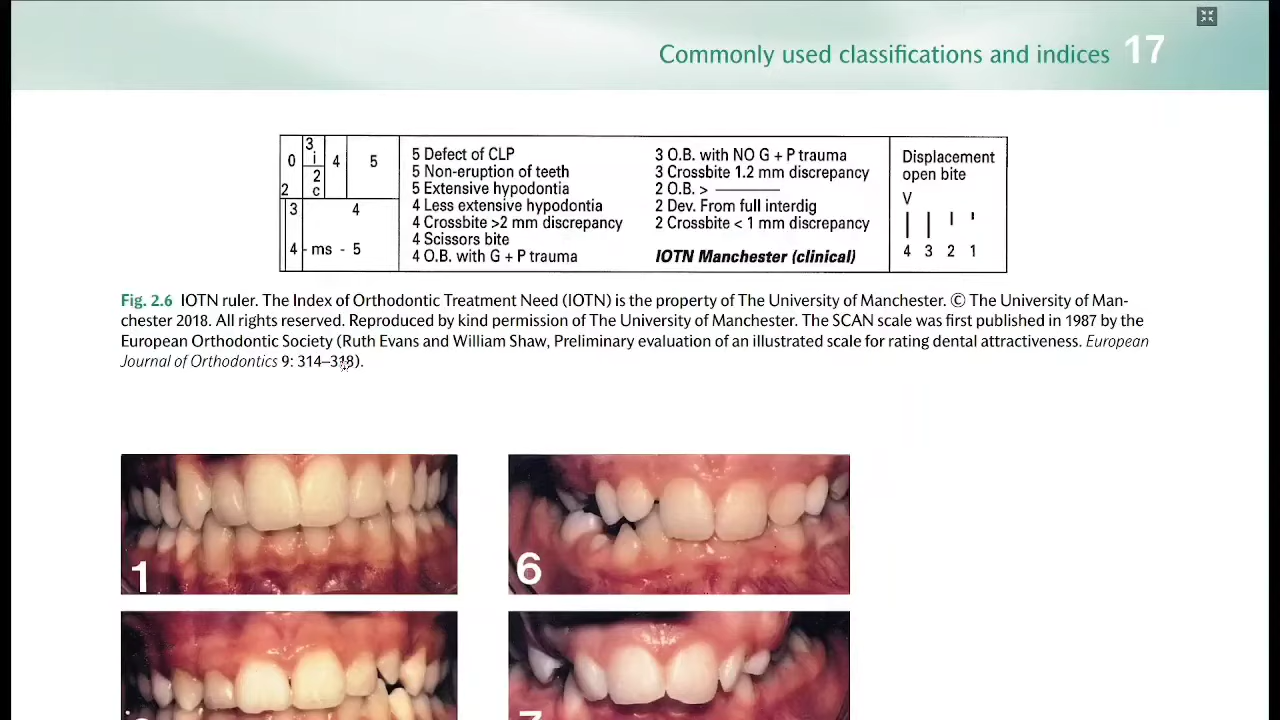 Commonly used classifications and indices 17
0
3
i
4
5
2
2
c
3
4
4 - ms - 5
5 Defect of CLP
5 Non-eruption of teeth
5 Extensive hypodontia
4 Less extensive hypodontia
4 Crossbite >2 mm discrepancy
4 Scissors bite
4 O.B. with G + P trauma
3 O.B. with NO G + P trauma
3 Crossbite 1.2 mm discrepancy
2 O.B. >
2 Dev. From full interdig
2 Crossbite < 1 mm discrepancy
IOTN Manchester (clinical)
Displacement
open bite
V
4 3 2 1
Fig. 2.6 IOTN ruler. The Index of Orthodontic Treatment Need (IOTN) is the property of The University of Manchester. © The University of Man-
chester 2018. All rights reserved. Reproduced by kind permission of The University of Manchester. The SCAN scale was first published in 1987 by the
European Orthodontic Society (Ruth Evans and William Shaw, Preliminary evaluation of an illustrated scale for rating dental attractiveness. European
Journal of Orthodontics 9: 314–318).
1
6